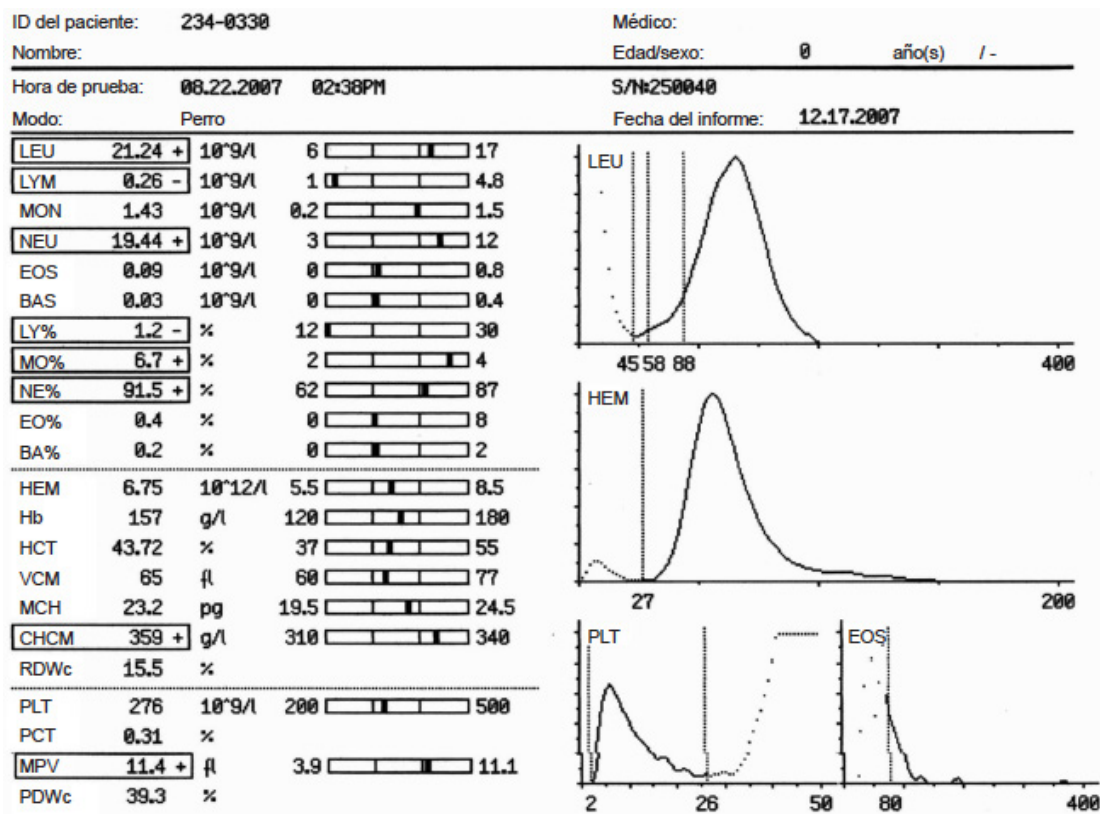 ID del paciente: 234-0330 Médico:
Nombre: Edad/sexo: 0 año(s) / -
Hora de prueba: 08.22.2007 02:38PM S/N:250040
Modo: Perro Fecha del informe: 12.17.2007
LEU 21.24 + 10^9/l 6 17
LYM 0.26 - 10^9/l 1 4.8
MON 1.43 10^9/l 0.2 1.5
NEU 19.44 + 10^9/l 3 12
EOS 0.09 10^9/l 0 0.8
BAS 0.03 10^9/l 0 0.4
LY% 1.2 - % 12 30
MO% 6.7 + % 2 4
NE% 91.5 + % 62 87
EO% 0.4 % 0 8
BA% 0.2 % 0 2
HEM 6.75 10^12/l 5.5 8.5
Hb 157 g/l 120 180
HCT 43.72 % 37 55
VCM 65 fl 60 77
MCH 23.2 pg 19.5 24.5
CHCM 359 + g/l 310 340
RDWc 15.5 %
PLT 276 10^9/l 200 500
PCT 0.31 %
MPV 11.4 + fl 3.9 11.1
PDWc 39.3 %
LEU
45 58 88 400
HEM
27 200
PLT EOS
2 26 50 80 400